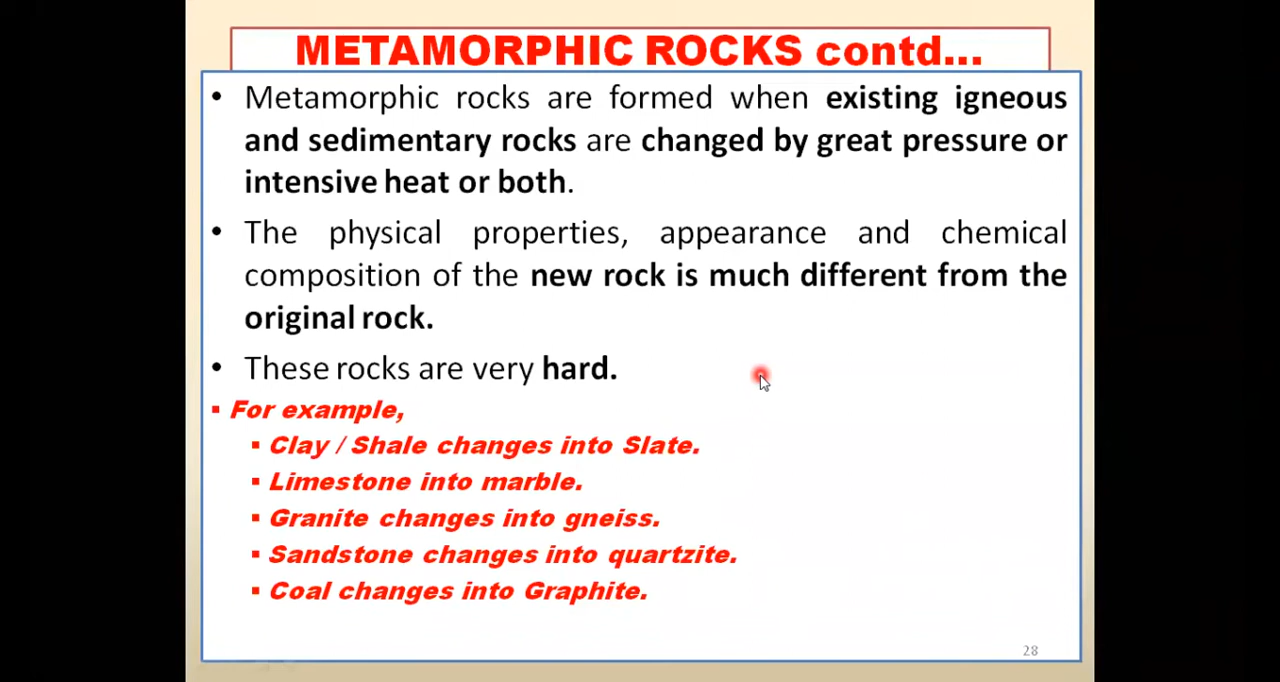 METAMORPHIC ROCKS contd...
• Metamorphic rocks are formed when existing igneous
and sedimentary rocks are changed by great pressure or
intensive heat or both.
• The physical properties, appearance and chemical
composition of the new rock is much different from the
original rock.
• These rocks are very hard.
▪ For example,
▪ Clay / Shale changes into Slate.
▪ Limestone into marble.
▪ Granite changes into gneiss.
▪ Sandstone changes into quartzite.
▪ Coal changes into Graphite.
28